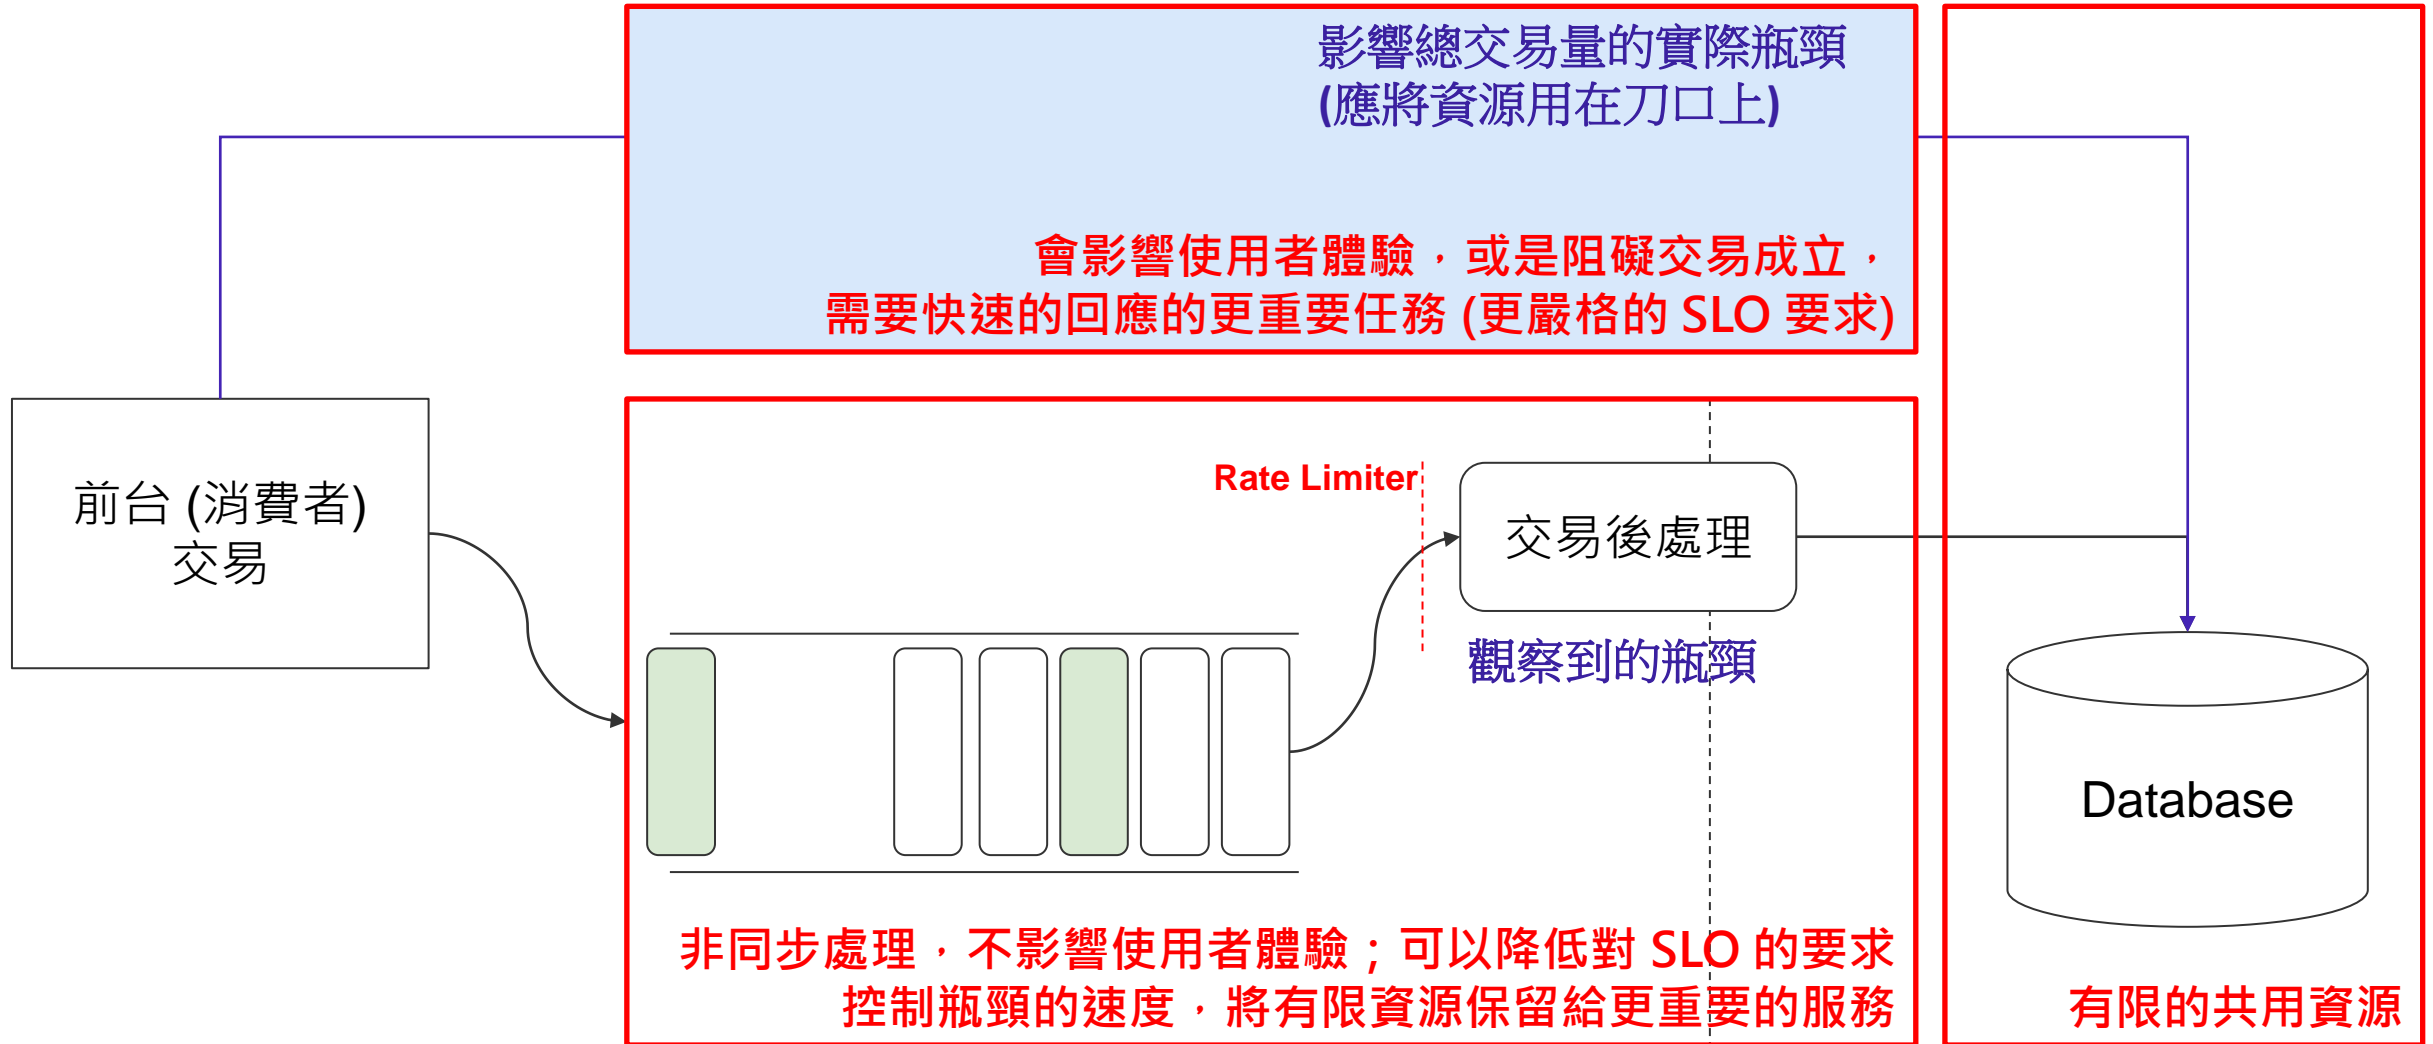 影響總交易量的實際瓶頸
(應將資源用在刀口上)
會影響使用者體驗，或是阻礙交易成立，
需要快速的回應的更重要任務 (更嚴格的 SLO 要求)
前台 (消費者)
交易
Rate Limiter
交易後處理
觀察到的瓶頸
Database
非同步處理，不影響使用者體驗；可以降低對 SLO 的要求
控制瓶頸的速度，將有限資源保留給更重要的服務
有限的共用資源